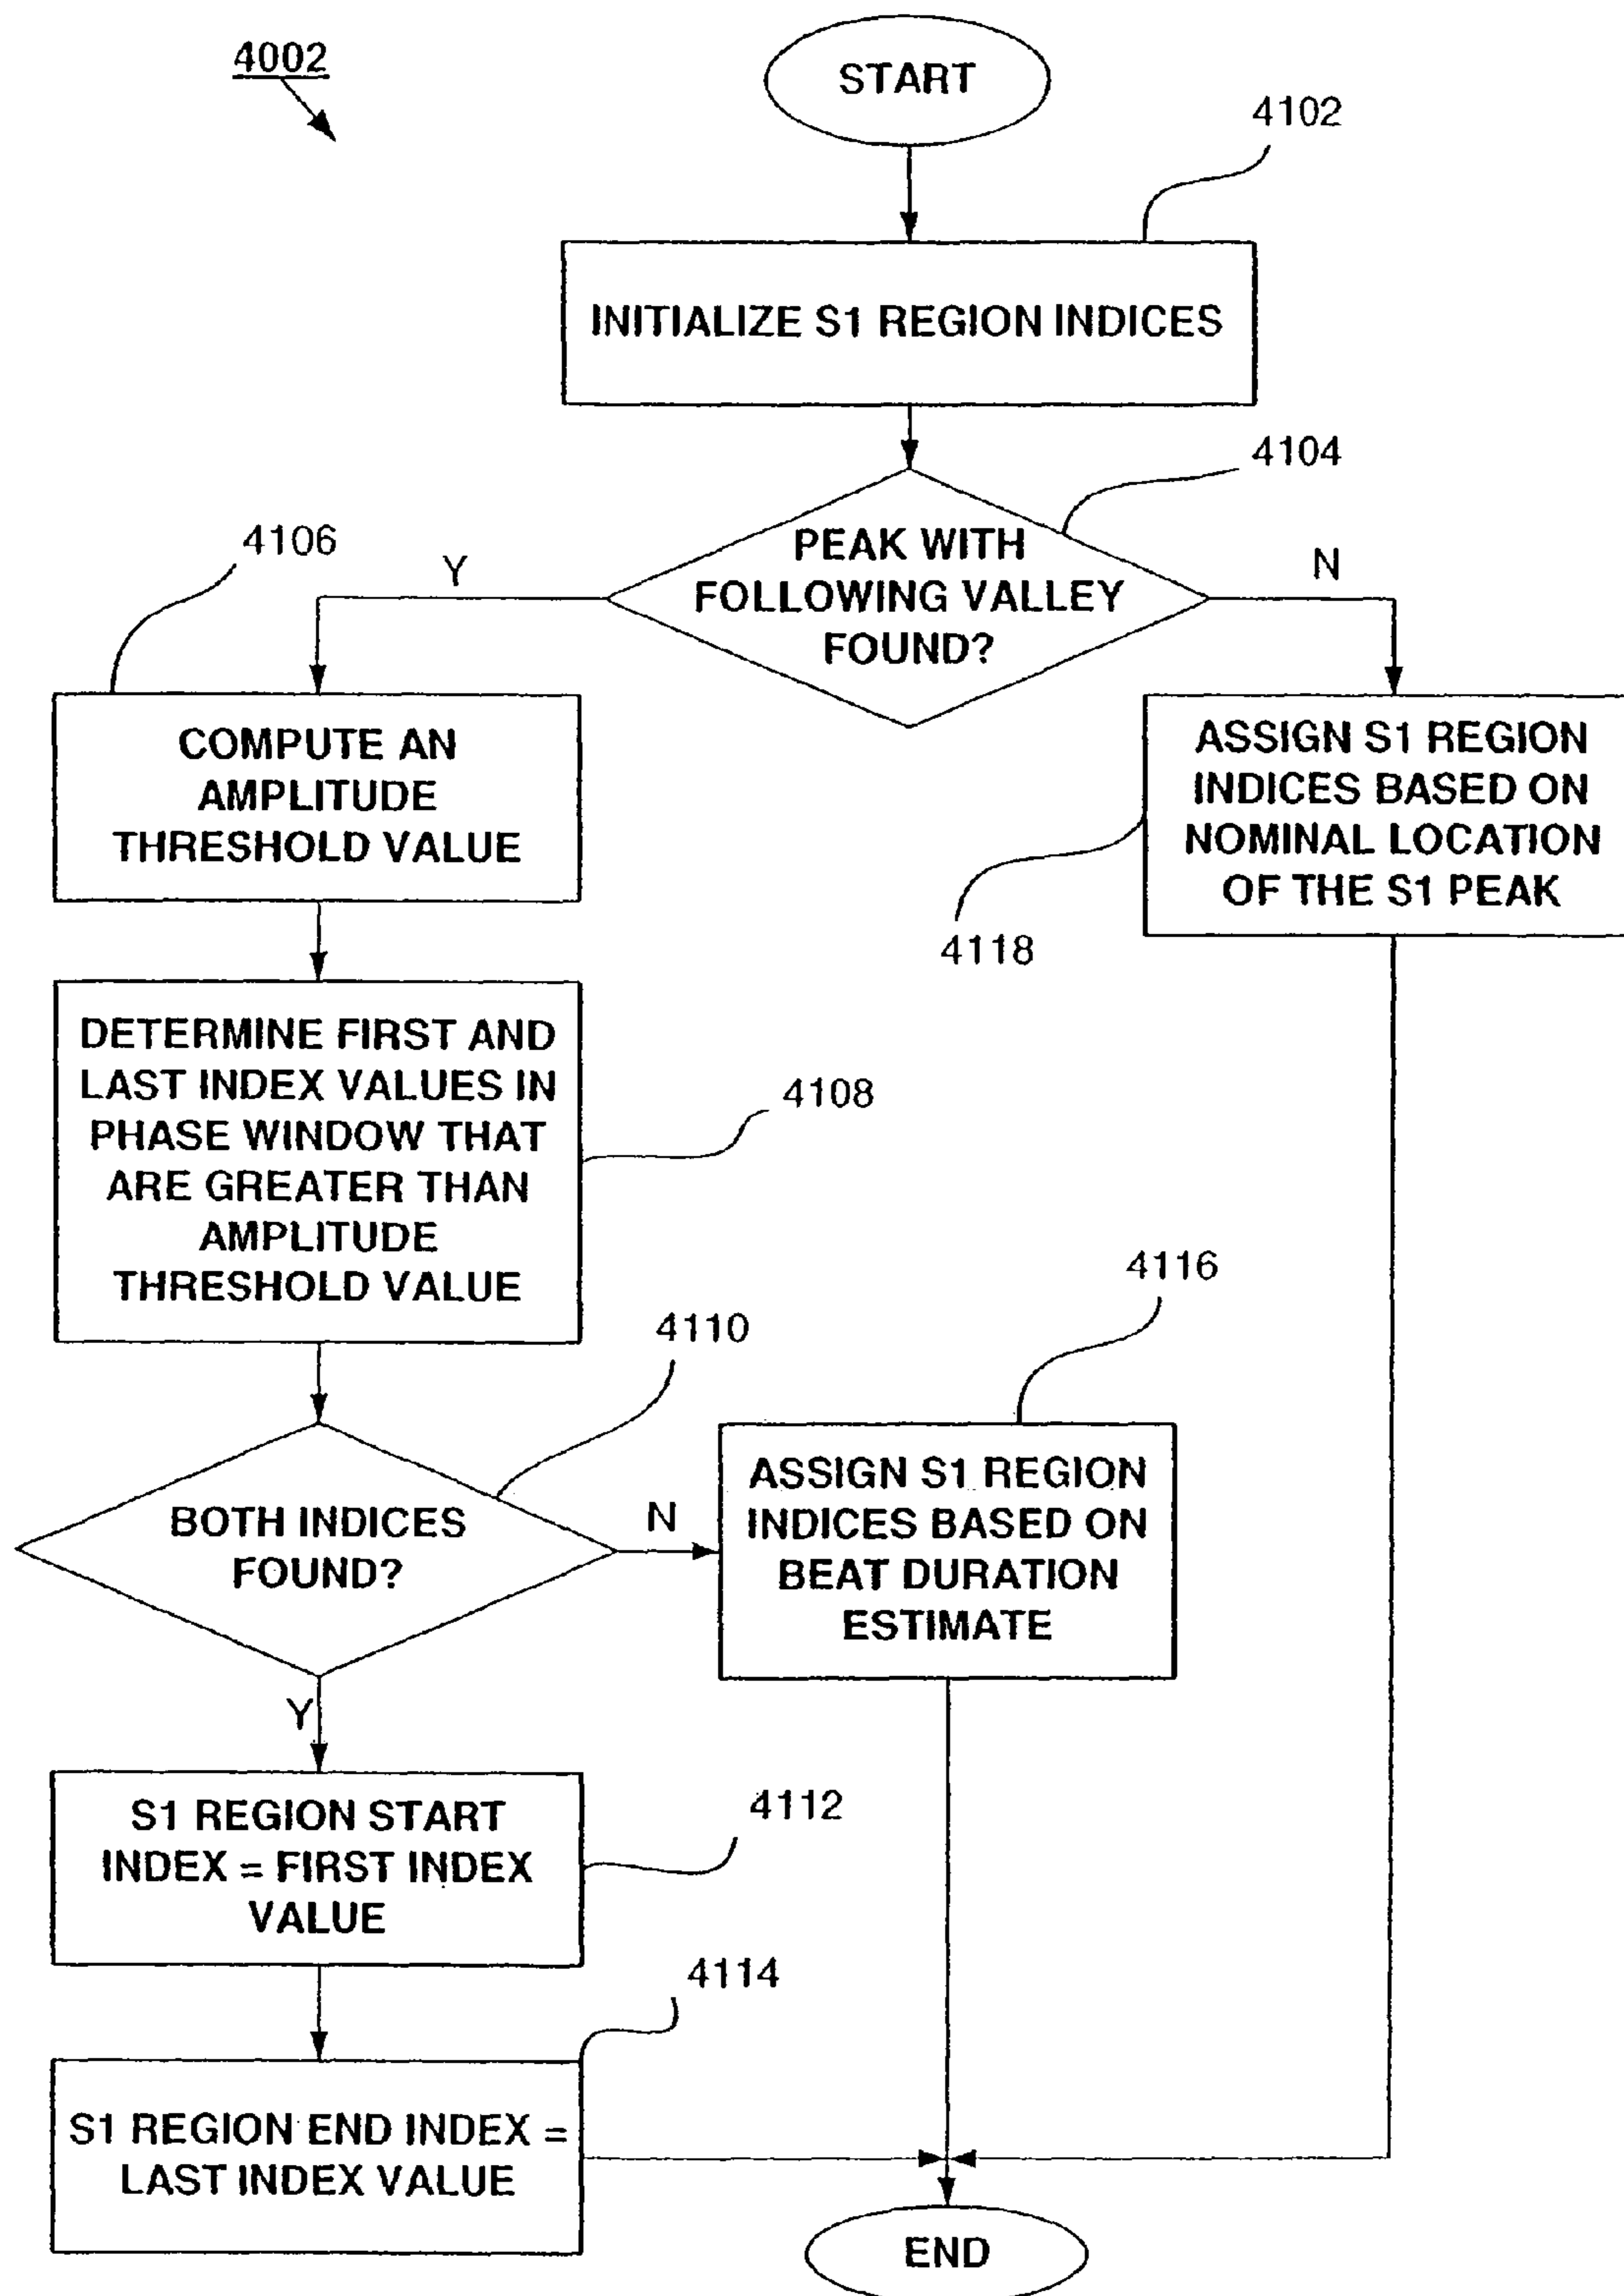 4002
START
4102
INITIALIZE S1 REGION INDICES
4104
PEAK WITH
FOLLOWING VALLEY
FOUND?
Y
N
4106
COMPUTE AN
AMPLITUDE
THRESHOLD VALUE
ASSIGN S1 REGION
INDICES BASED ON
NOMINAL LOCATION
OF THE S1 PEAK
4118
DETERMINE FIRST AND
LAST INDEX VALUES IN
PHASE WINDOW THAT
ARE GREATER THAN
AMPLITUDE
THRESHOLD VALUE
4108
4110
BOTH INDICES
FOUND?
N
Y
4116
ASSIGN S1 REGION
INDICES BASED ON
BEAT DURATION
ESTIMATE
S1 REGION START
INDEX = FIRST INDEX
VALUE
4112
4114
S1 REGION END INDEX =
LAST INDEX VALUE
END